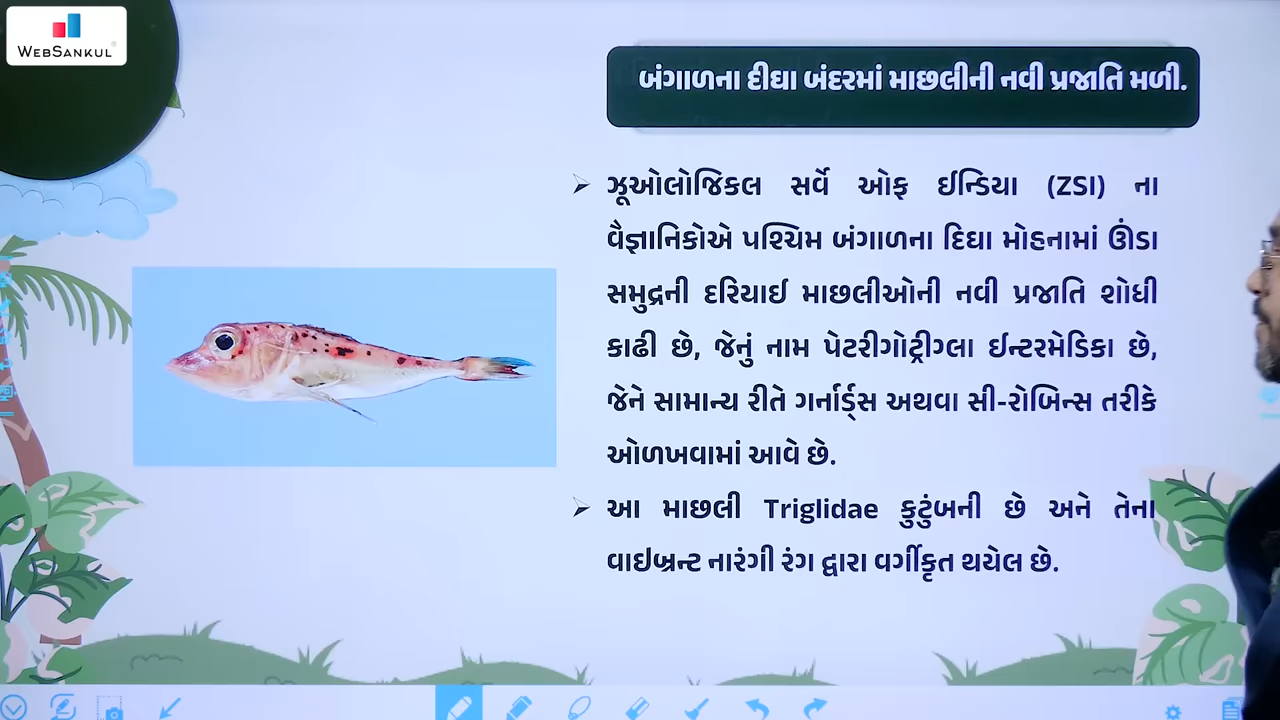 WEBSANKUL
બંગાળના દીઘા બંદરમાં માછલીની નવી પ્રજાતિ મળી.
ઝૂઓલોજિકલ સર્વે ઓફ ઈન્ડિયા (ZSI) ના
વૈજ્ઞાનિકોએ પશ્ચિમ બંગાળના દિઘા મોહનામાં ઊંડા
સમુદ્રની દરિયાઈ માછલીઓની નવી પ્રજાતિ શોધી
કાઢી છે, જેનું નામ પેટરીગોટ્રીગ્લા ઈન્ટરમેડિકા છે,
જેને સામાન્ય રીતે ગર્નાર્ડ્સ અથવા સી-રોબિન્સ તરીકે
ઓળખવામાં આવે છે.
આ માછલી Triglidae કુટુંબની છે અને તેના
વાઇબ્રન્ટ નારંગી રંગ દ્વારા વર્ગીકૃત થયેલ છે.